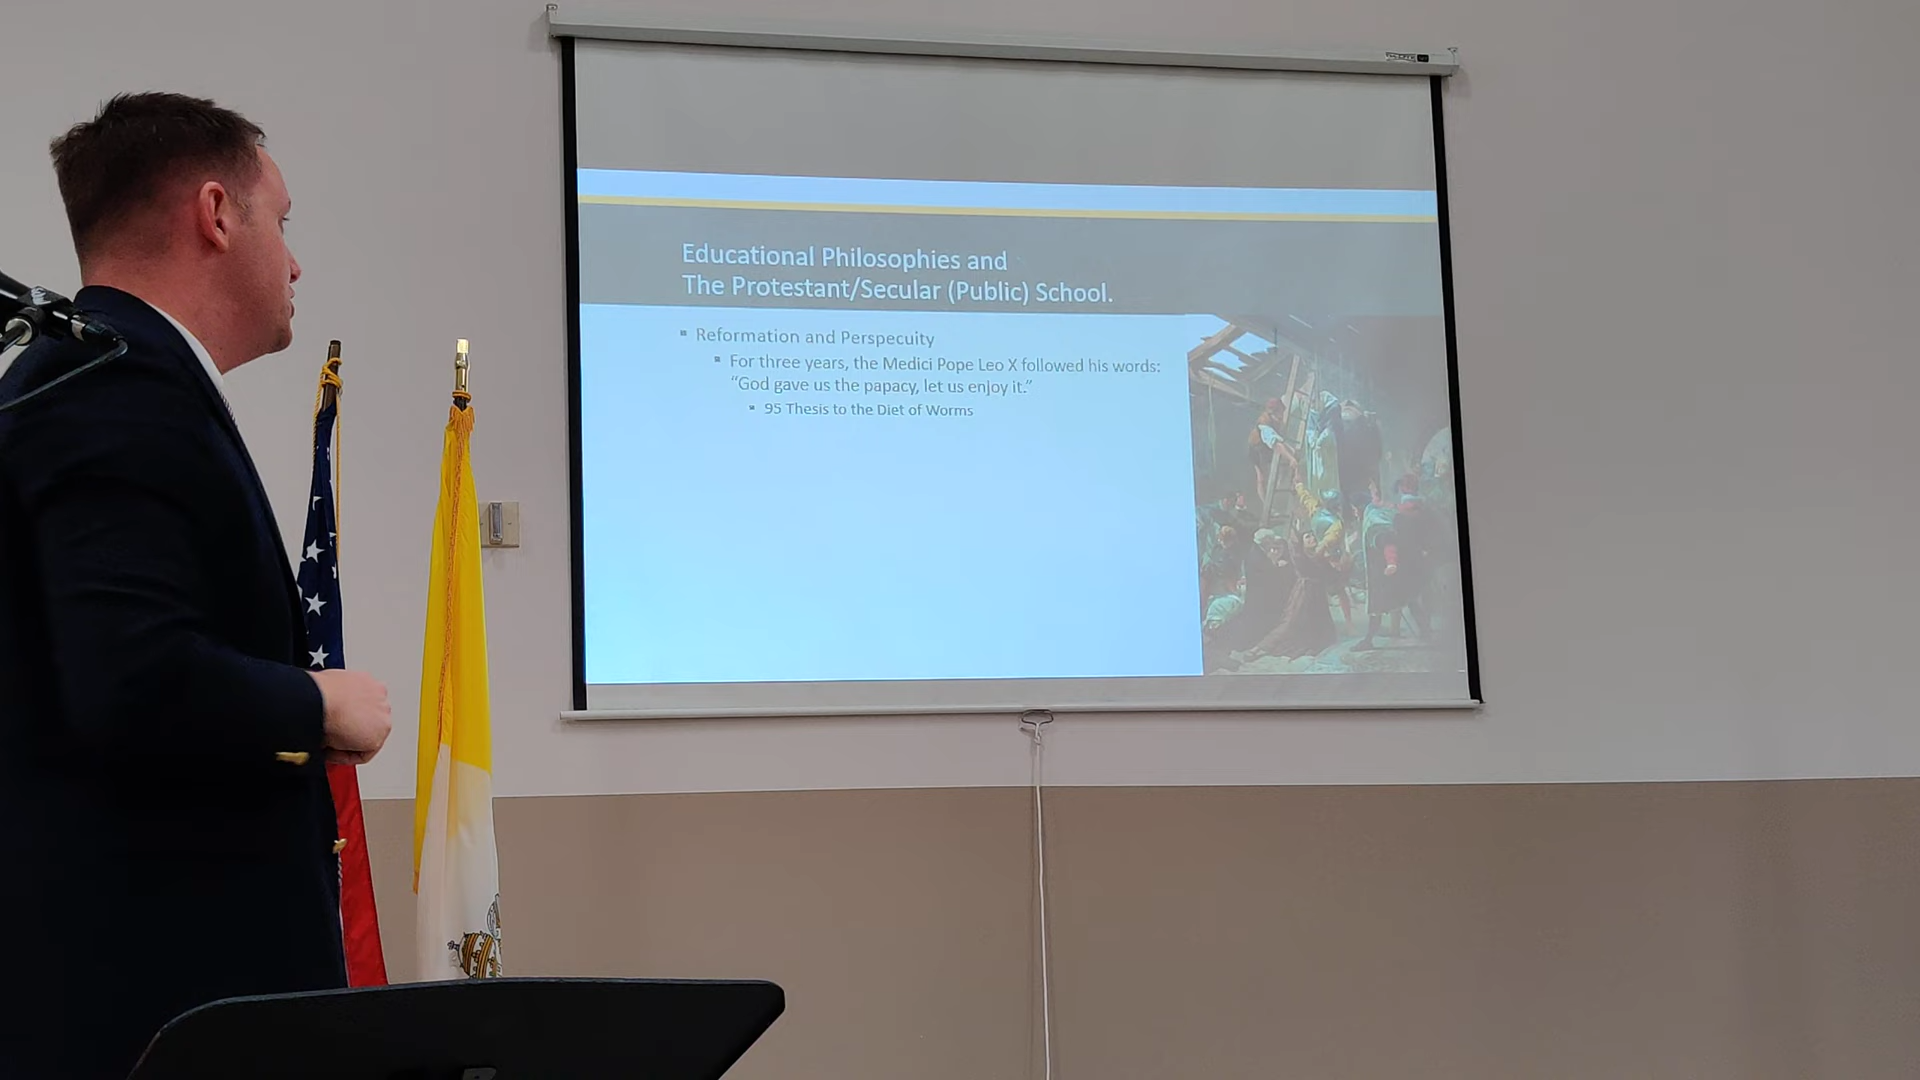 Educational Philosophies and
The Protestant/Secular (Public) School.
Reformation and Perspecuity
For three years, the Medici Pope Leo X followed his words:
“God gave us the papacy, let us enjoy it.”
95 Thesis to the Diet of Worms